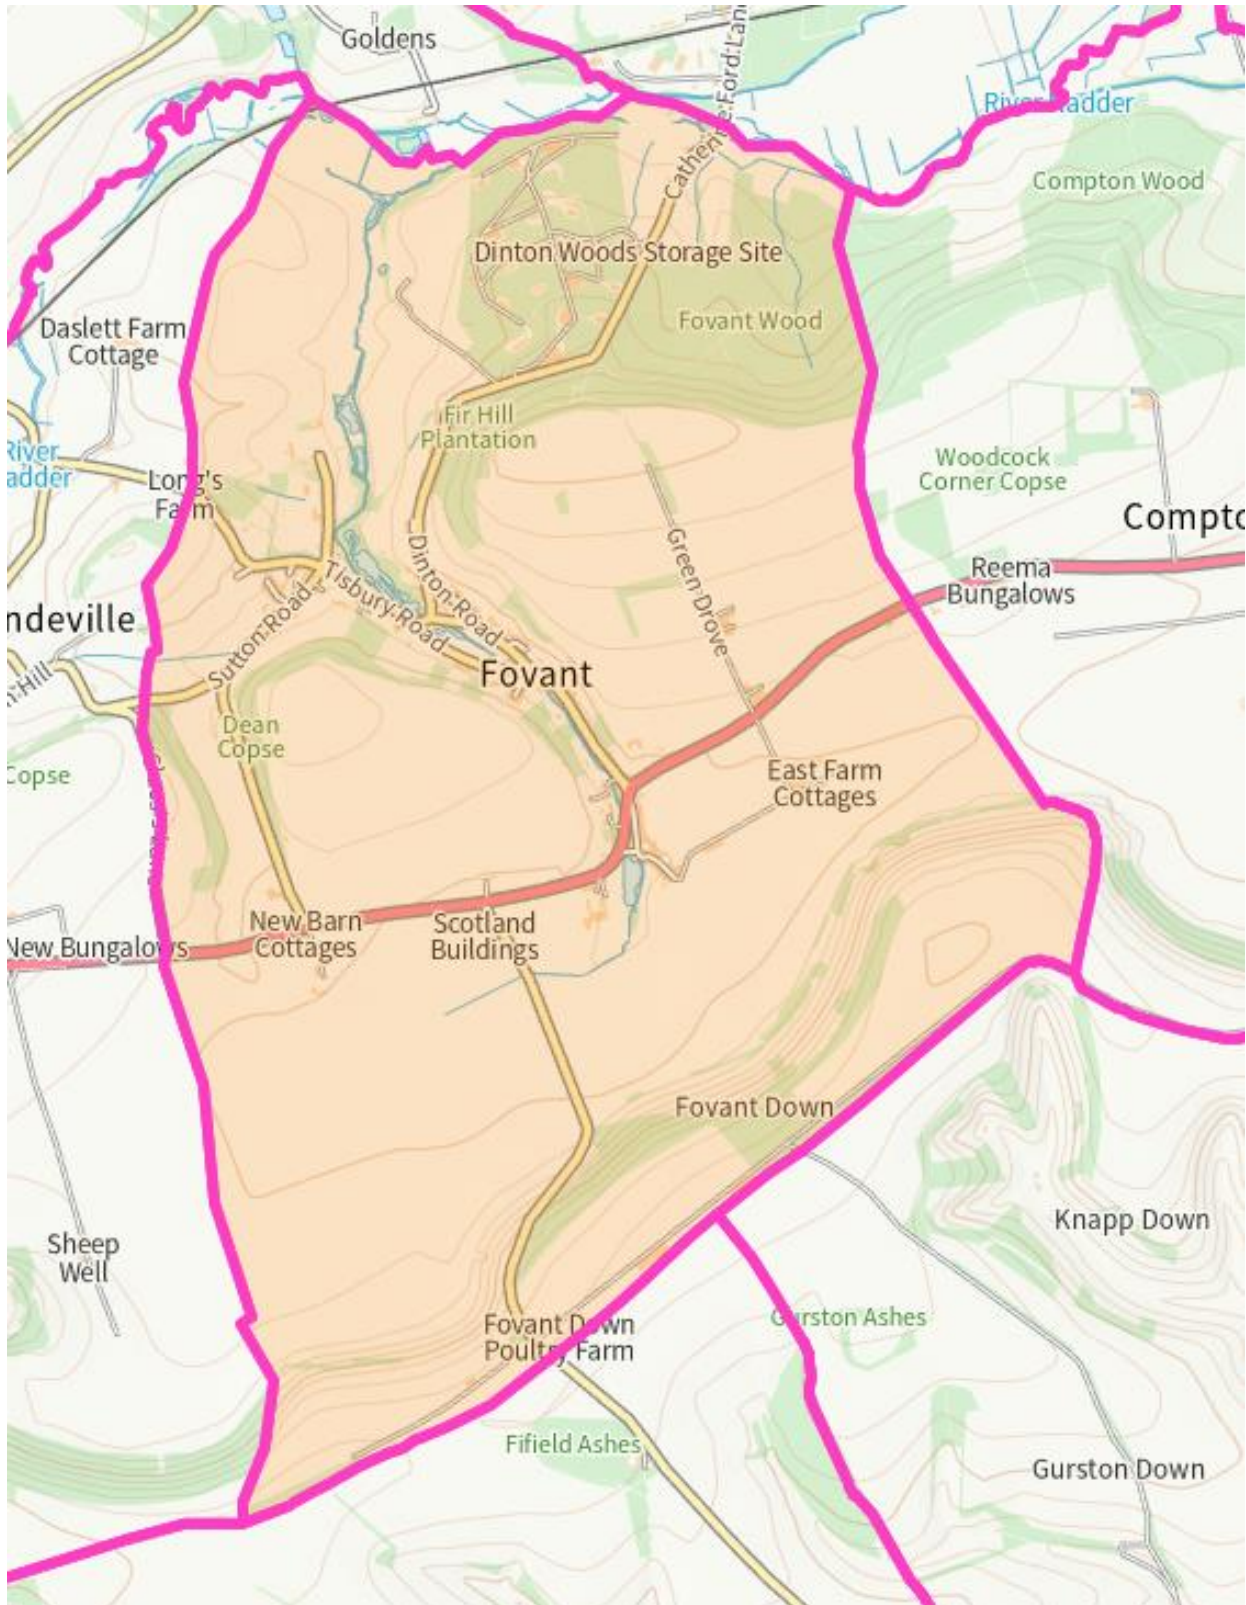 Goldens
Catherine Ford Lan
River Nadder
Compton Wood
Dinton Woods Storage Site
Fovant Wood
Daslett Farm
Cottage
Fir Hill
Plantation
River
adder
Long's
Farm
Woodcock
Corner Copse
Compto
Green Drove
Dinton Road
Tisbury Road
Reema
Bungalows
ndeville
Sutton Road
Fovant
n Hill
Dean
Copse
Copse
East Farm
Cottages
New Barn
Cottages
Scotland
Buildings
New Bungalows
Fovant Down
Knapp Down
Sheep
Well
Gurston Ashes
Fovant Down
Poultry Farm
Fifield Ashes
Gurston Down